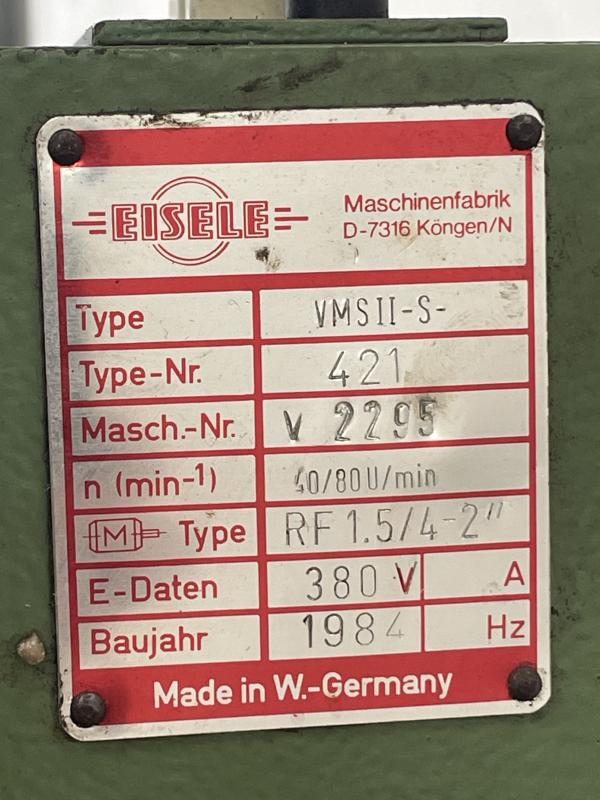 EISELE
Maschinenfabrik
D-7316 Köngen/N
Type VMSII-S-
Type-Nr. 421
Masch.-Nr. V 2295
n (min-1) 40/80U/min
M Type RF 1.5/4-2"
E-Daten 380 V A
Baujahr 1984 Hz
Made in W.-Germany